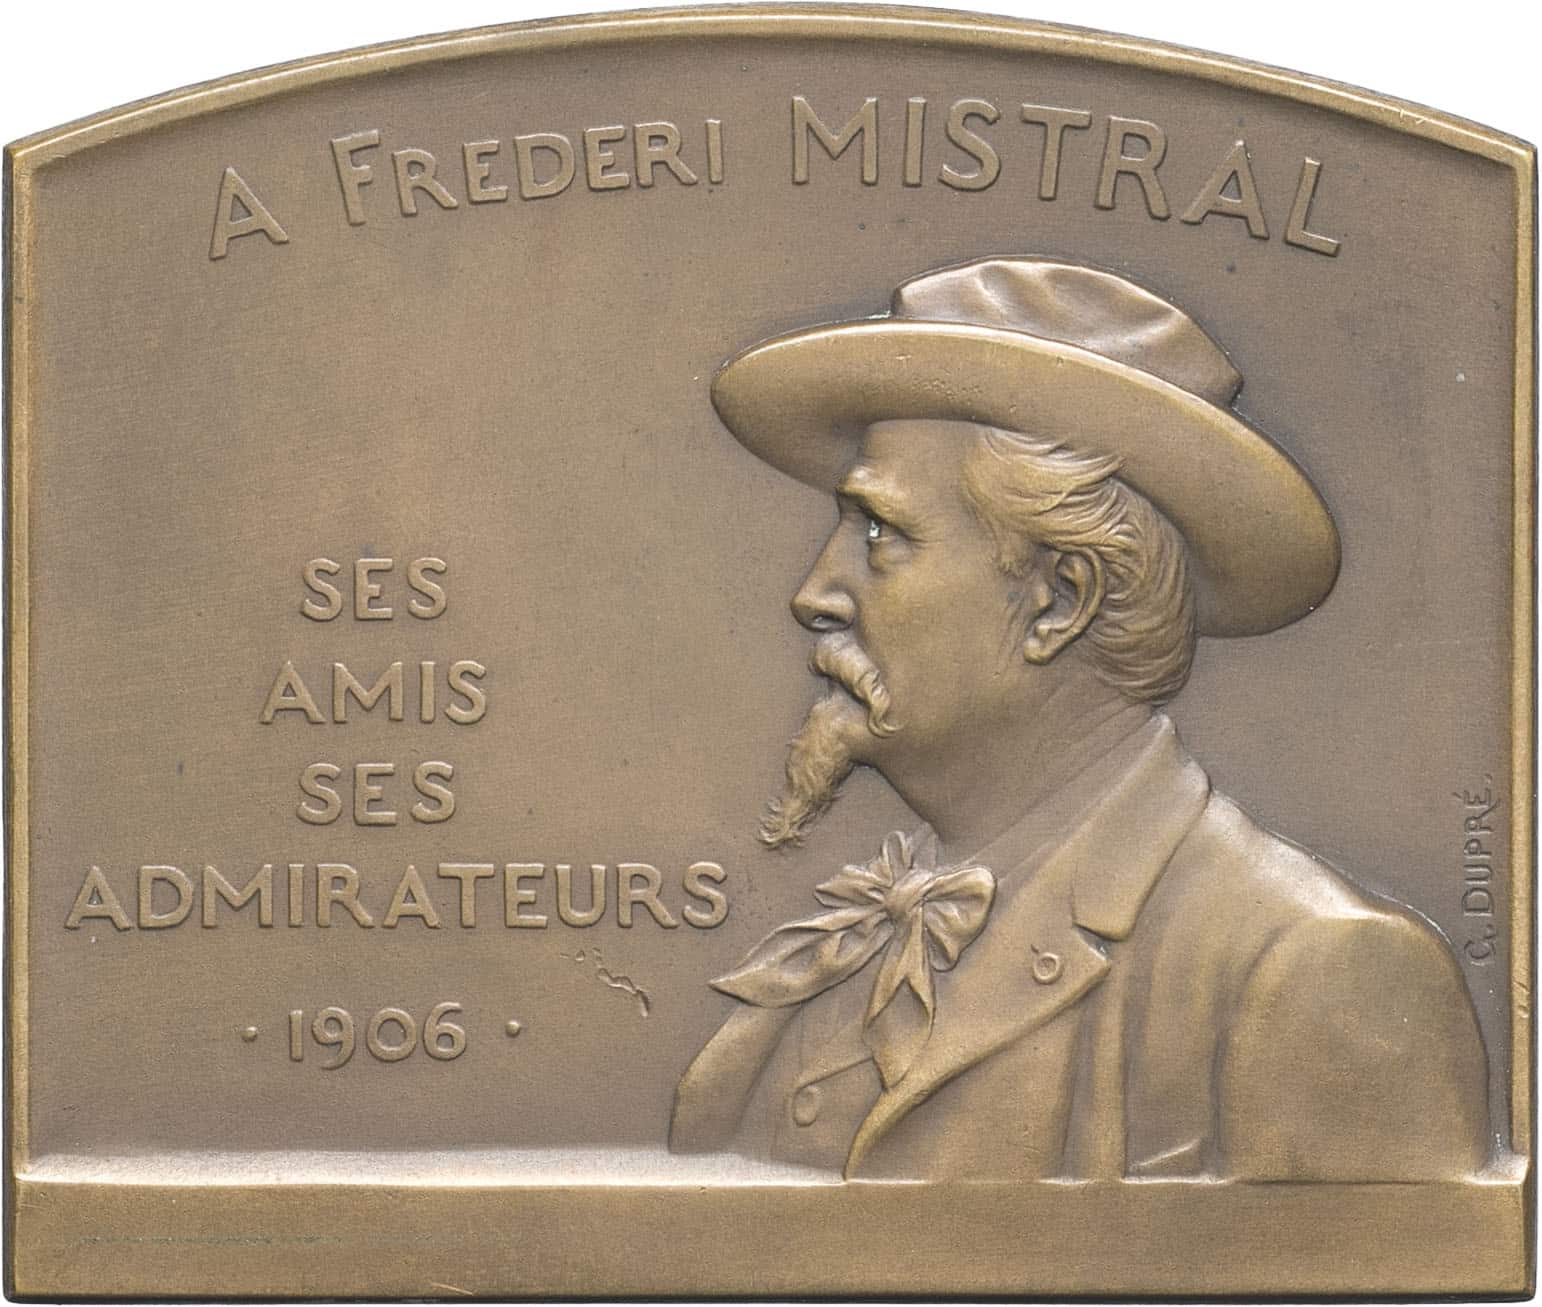 A FREDERI MISTRAL
SES
AMIS
SES
ADMIRATEURS
· 1906 ·
G. DUPRÉ.